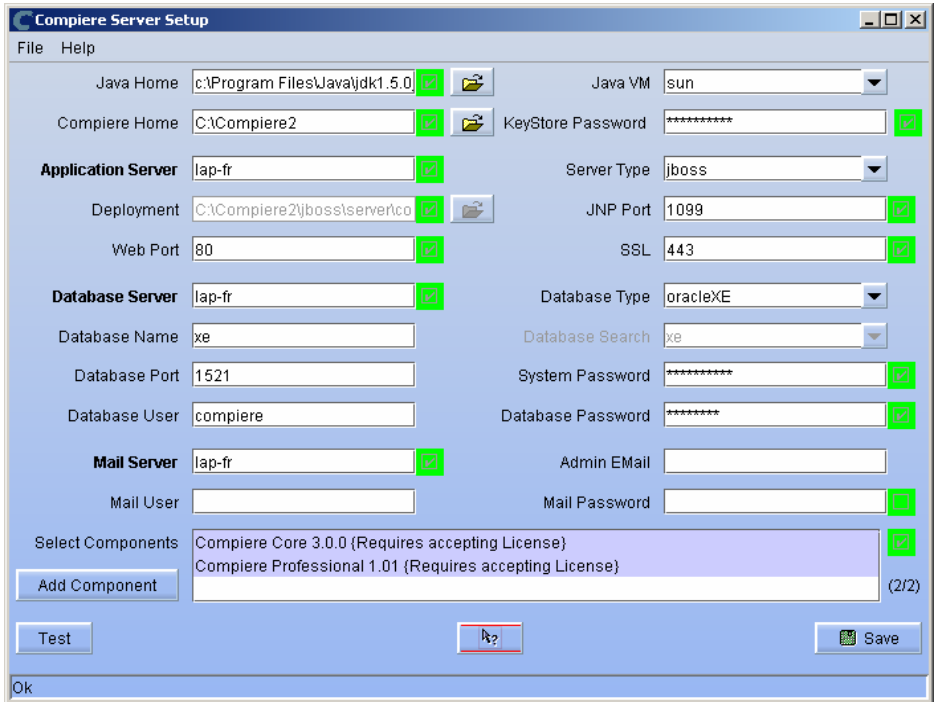 Compiere Server Setup
File Help
Java Home c:\Program Files\Java\jdk1.5.0 Java VM sun
Compiere Home C:\Compiere2 KeyStore Password **********
Application Server lap-fr Server Type jboss
Deployment C:\Compiere2\jboss\server\co JNP Port 1099
Web Port 80 SSL 443
Database Server lap-fr Database Type oracleXE
Database Name xe Database Search xe
Database Port 1521 System Password **********
Database User compiere Database Password ********
Mail Server lap-fr Admin EMail
Mail User Mail Password
Select Components Compiere Core 3.0.0 {Requires accepting License}
Compiere Professional 1.01 {Requires accepting License}
Add Component (2/2)
Test ? Save
Ok